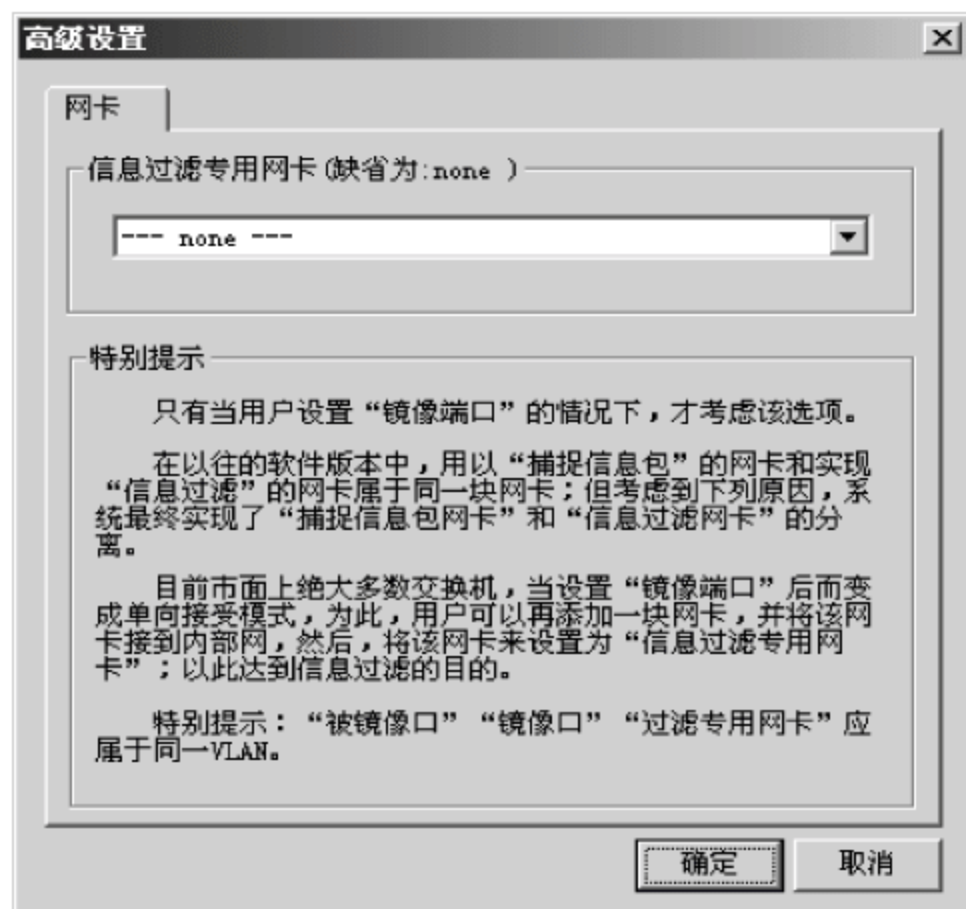 高级设置
网卡
信息过滤专用网卡(缺省为:none )
--- none ---
特别提示
只有当用户设置“镜像端口”的情况下，才考虑该选项。
在以往的软件版本中，用以“捕捉信息包”的网卡和实现
“信息过滤”的网卡属于同一块网卡；但考虑到下列原因，系
统最终实现了“捕捉信息包网卡”和“信息过滤网卡”的分
离。
目前市面上绝大多数交换机，当设置“镜像端口”后而变
成单向接受模式，为此，用户可以再添加一块网卡，并将该网
卡接到内部网，然后，将该网卡来设置为“信息过滤专用网
卡”；以此达到信息过滤的目的。
特别提示：“被镜像口”“镜像口”“过滤专用网卡”应
属于同一VLAN。
确定
取消